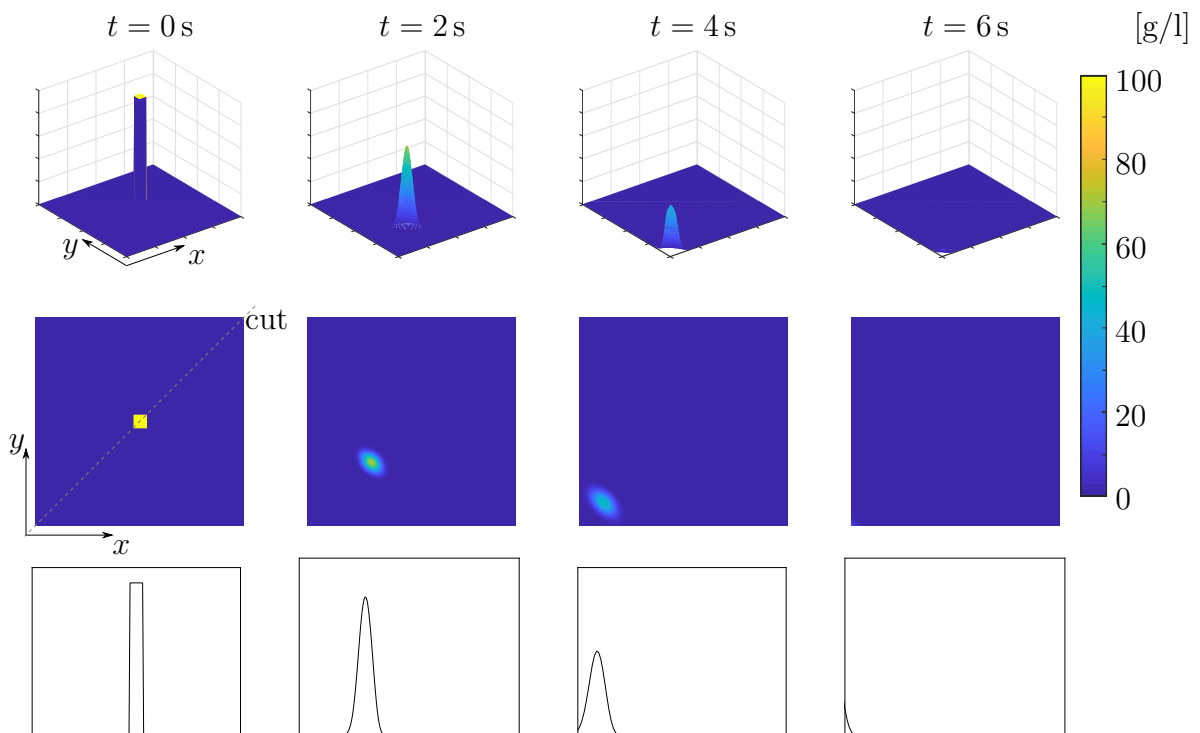 t = 0 s
t = 2 s
t = 4 s
t = 6 s
[g/l]
100
80
60
40
20
0
y
x
cut
y
x